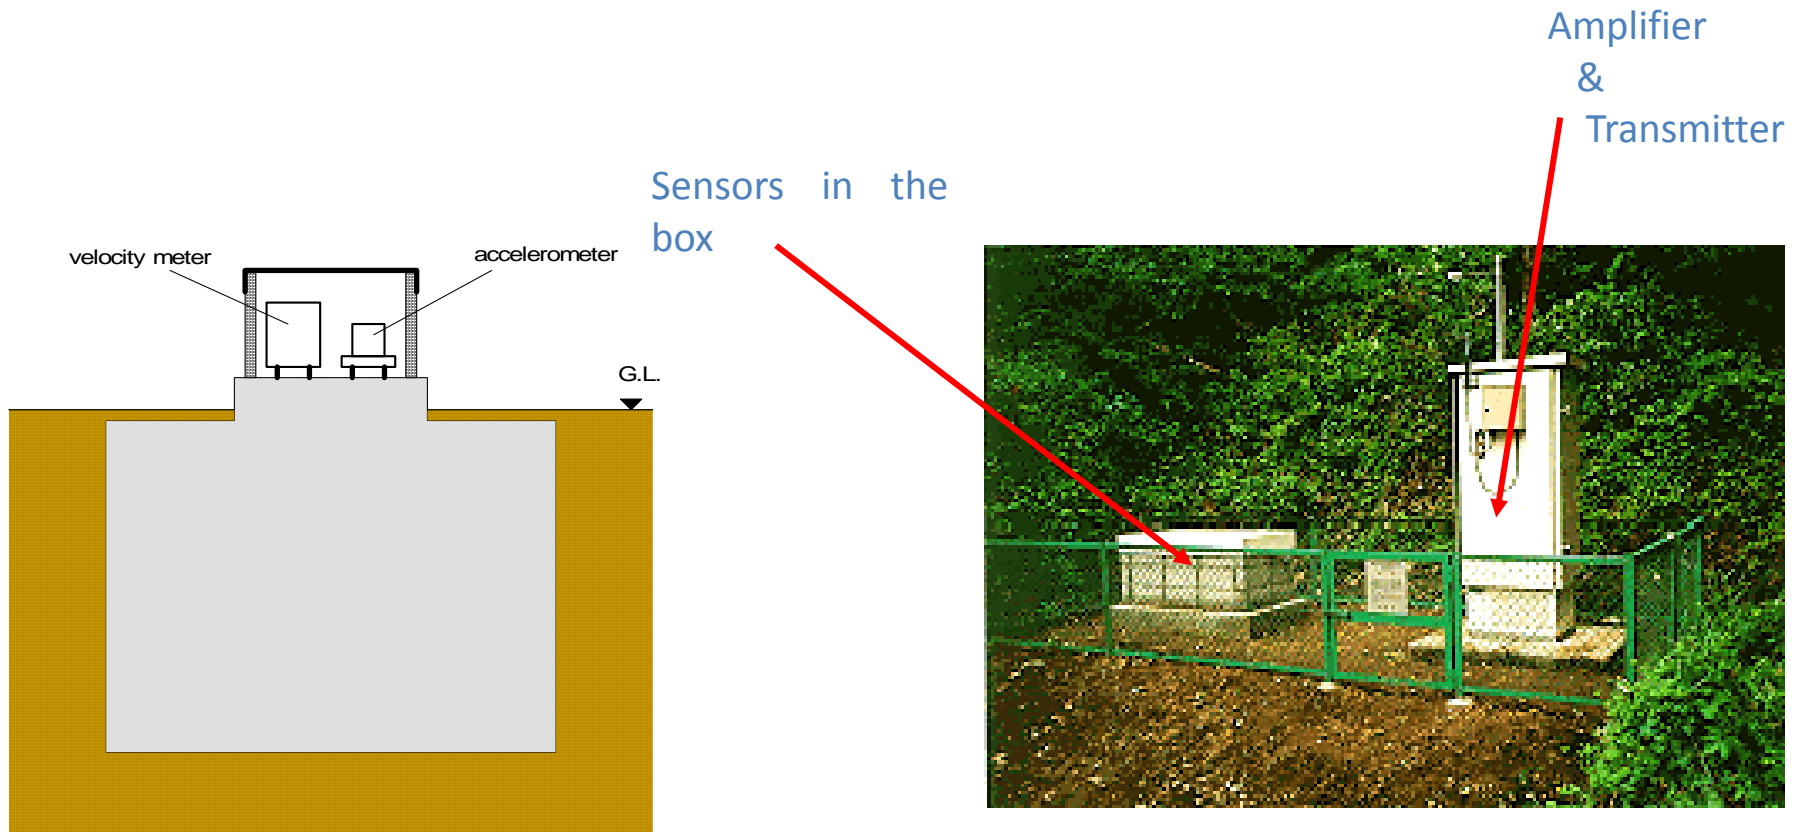 Amplifier
&
Transmitter
Sensors in the
box
velocity meter
accelerometer
G.L.